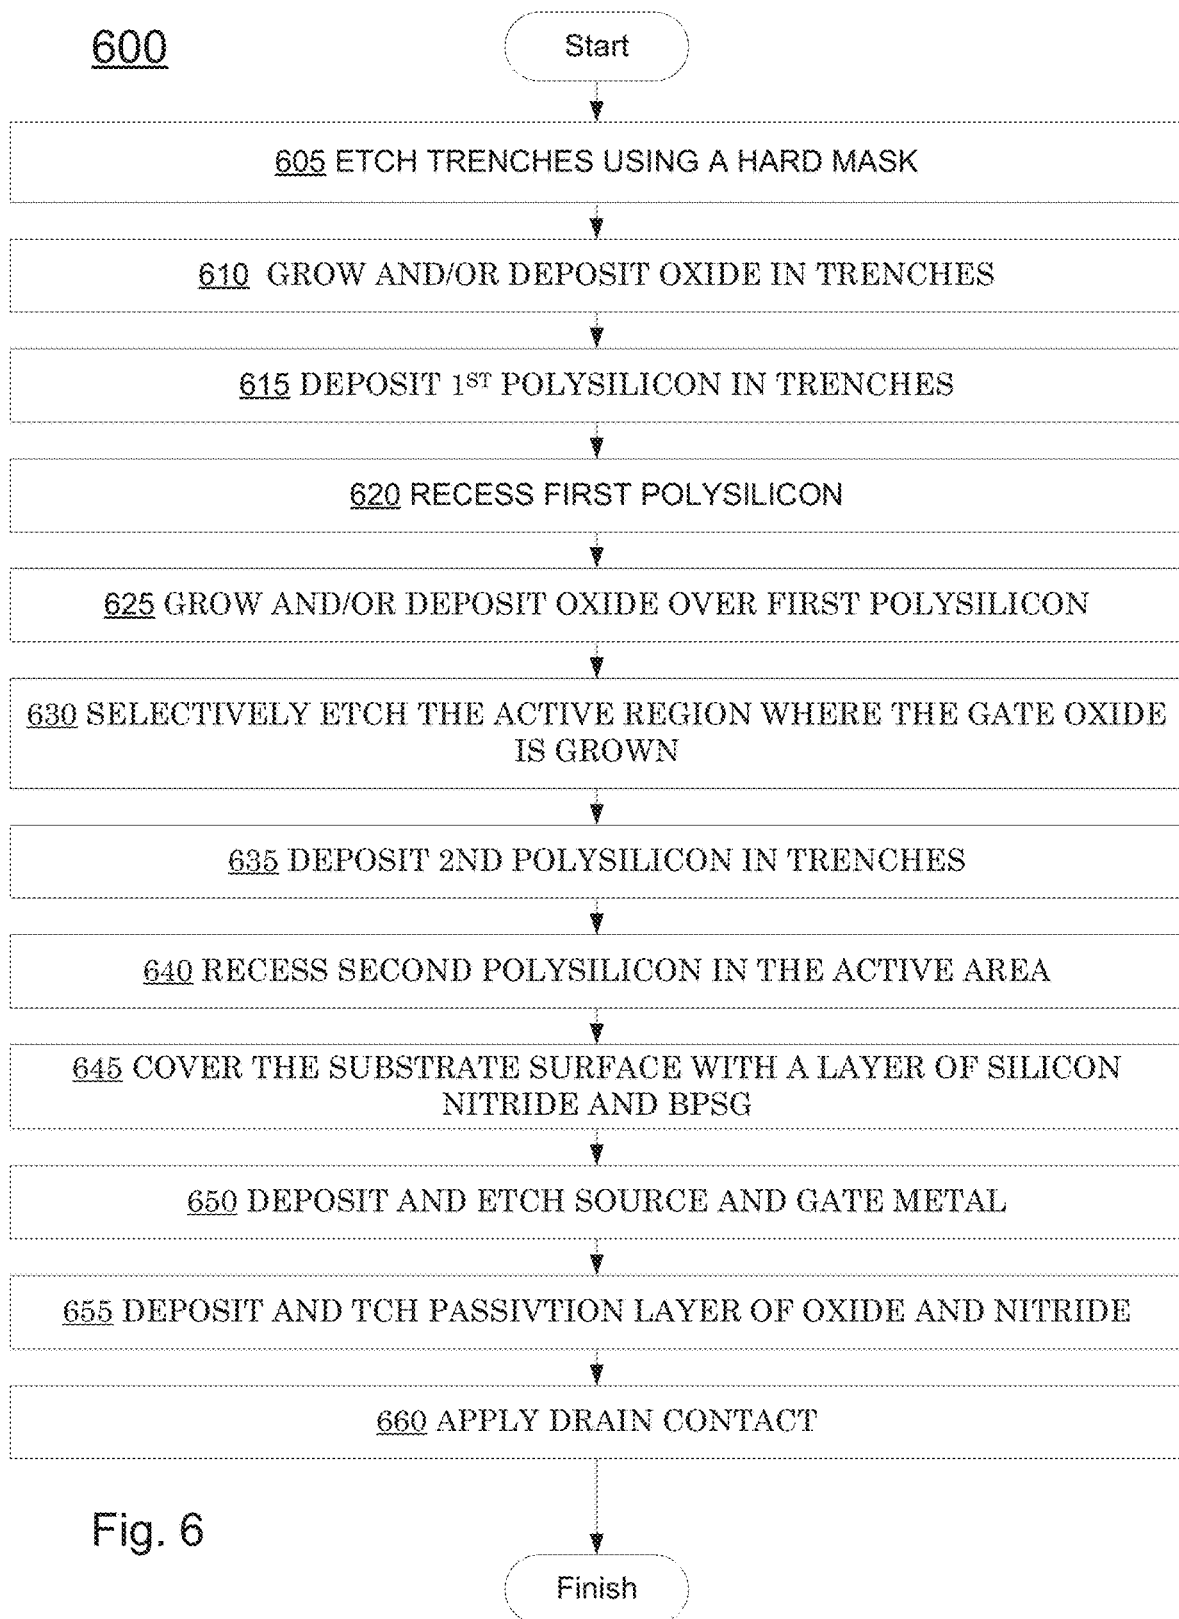 600
Start
605 ETCH TRENCHES USING A HARD MASK
610 GROW AND/OR DEPOSIT OXIDE IN TRENCHES
615 DEPOSIT 1ST POLYSILICON IN TRENCHES
620 RECESS FIRST POLYSILICON
625 GROW AND/OR DEPOSIT OXIDE OVER FIRST POLYSILICON
630 SELECTIVELY ETCH THE ACTIVE REGION WHERE THE GATE OXIDE
IS GROWN
635 DEPOSIT 2ND POLYSILICON IN TRENCHES
640 RECESS SECOND POLYSILICON IN THE ACTIVE AREA
645 COVER THE SUBSTRATE SURFACE WITH A LAYER OF SILICON
NITRIDE AND BPSG
650 DEPOSIT AND ETCH SOURCE AND GATE METAL
655 DEPOSIT AND TCH PASSIVTION LAYER OF OXIDE AND NITRIDE
660 APPLY DRAIN CONTACT
Fig. 6
Finish